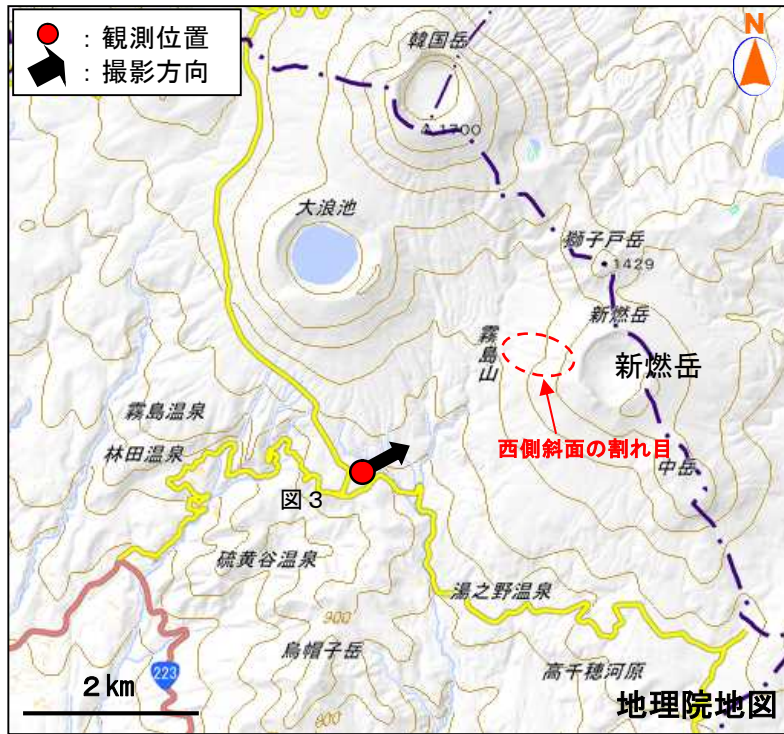 ：観測位置
：撮影方向
N
韓国岳
1700
大浪池
獅子戸岳
1429
新燃岳
新燃岳
霧島山
西側斜面の割れ目
中岳
霧島温泉
林田温泉
図3
硫黄谷温泉
湯之野温泉
900
烏帽子岳
高千穂河原
223
2km
800
地理院地図